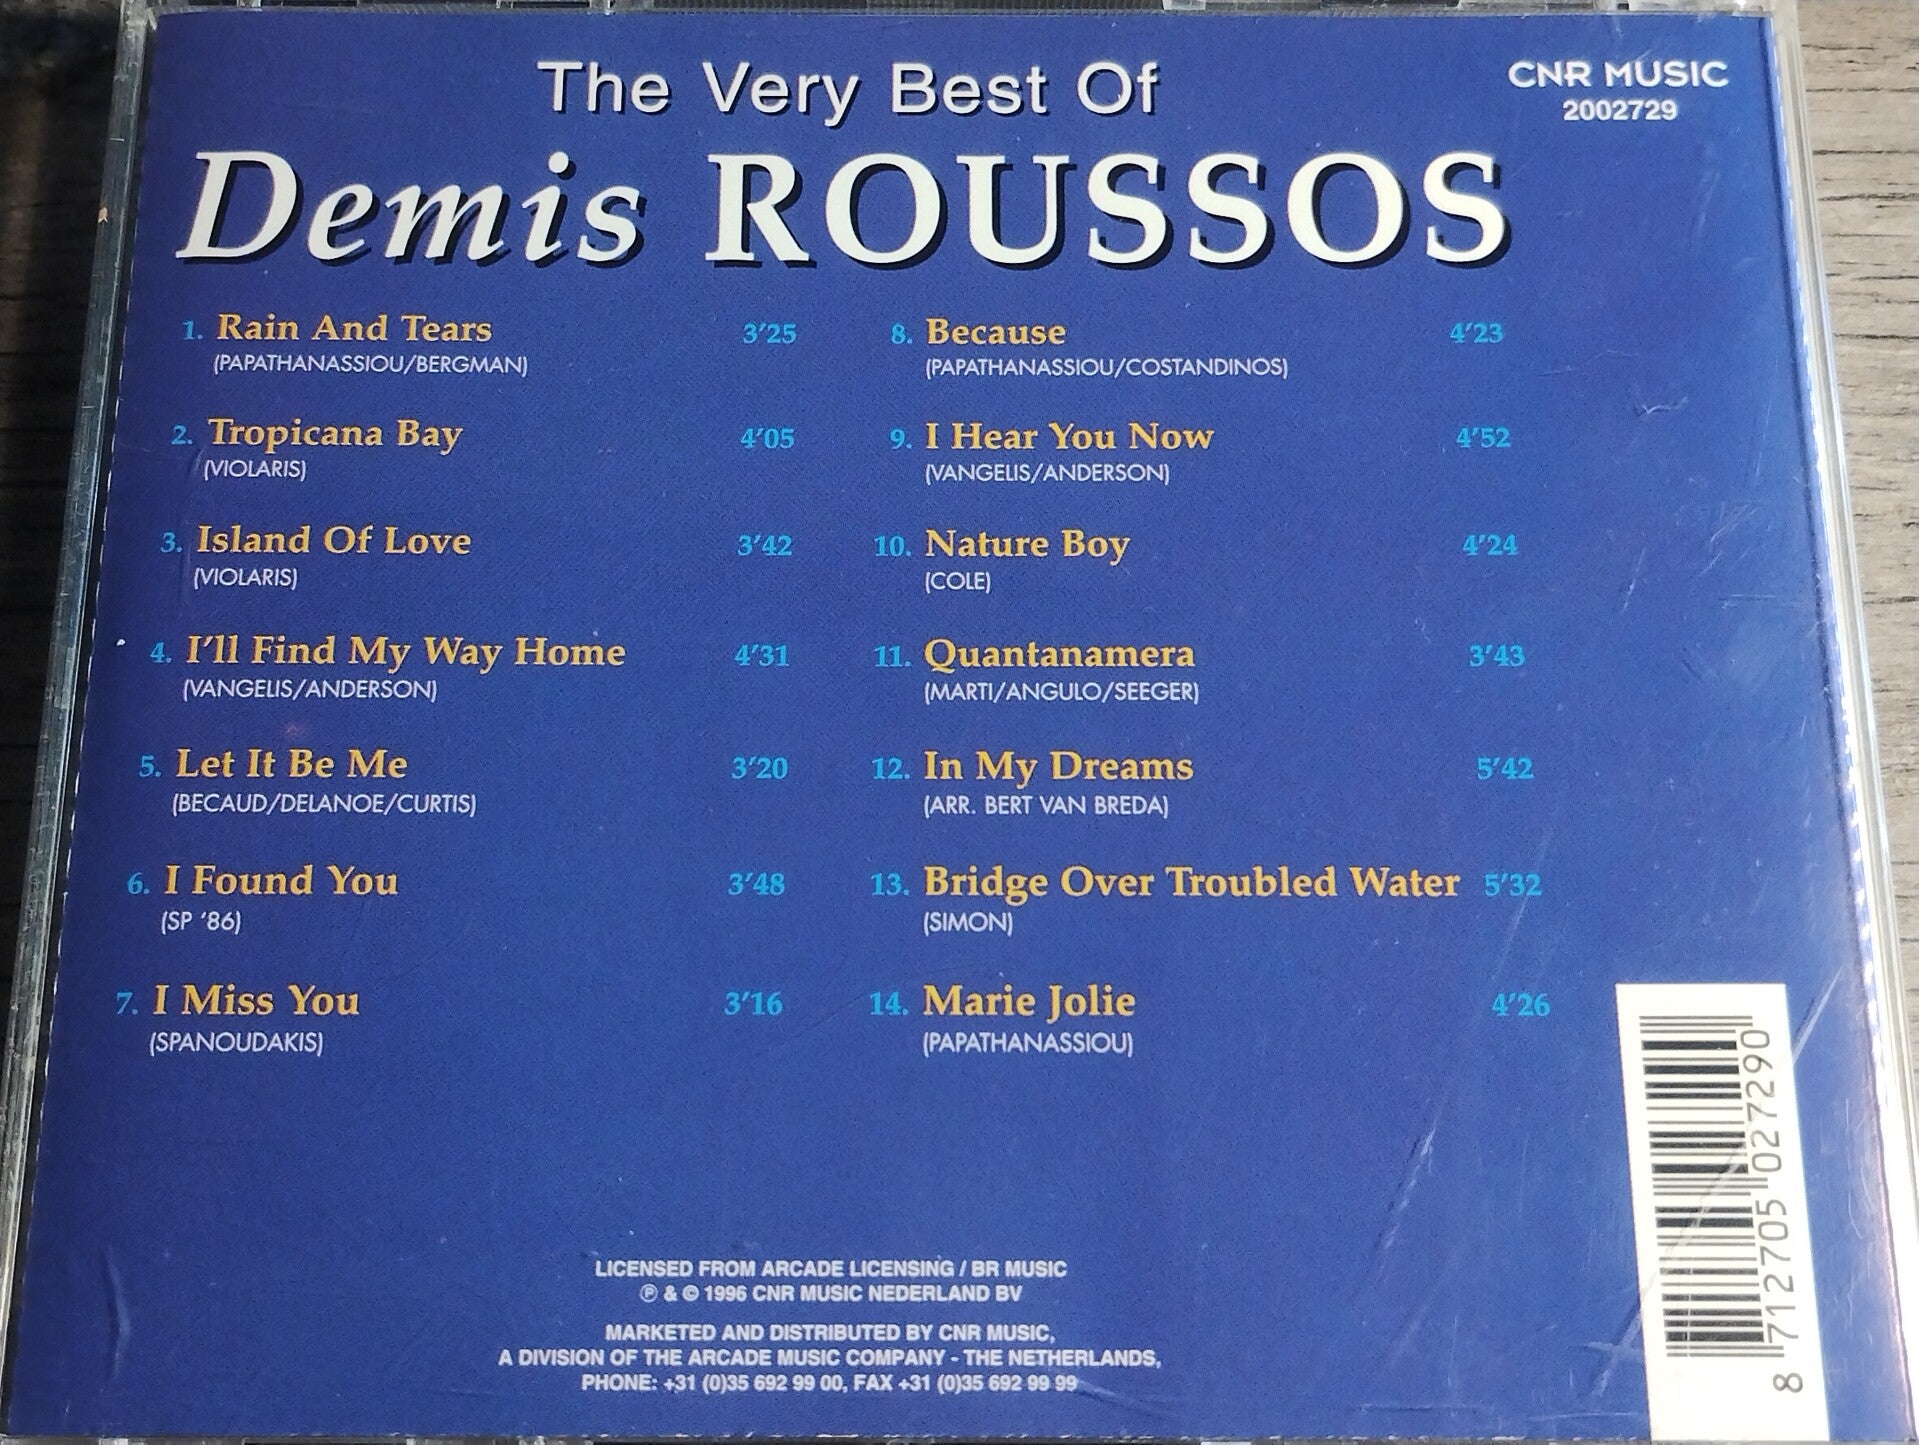 The Very Best Of
CNR MUSIC
2002729
Demis ROUSSOS
1. Rain And Tears 3'25
(PAPATHANASSIOU/BERGMAN)
2. Tropicana Bay 4'05
(VIOLARIS)
3. Island Of Love 3'42
(VIOLARIS)
4. I'll Find My Way Home 4'31
(VANGELIS/ANDERSON)
5. Let It Be Me 3'20
(BECAUD/DELANOE/CURTIS)
6. I Found You 3'48
(SP '86)
7. I Miss You 3'16
(SPANOUDAKIS)
8. Because 4'23
(PAPATHANASSIOU/COSTANDINOS)
9. I Hear You Now 4'52
(VANGELIS/ANDERSON)
10. Nature Boy 4'24
(COLE)
11. Quantanamera 3'43
(MARTI/ANGULO/SEEGER)
12. In My Dreams 5'42
(ARR. BERT VAN BREDA)
13. Bridge Over Troubled Water 5'32
(SIMON)
14. Marie Jolie 4'26
(PAPATHANASSIOU)
LICENSED FROM ARCADE LICENSING / BR MUSIC
℗ & © 1996 CNR MUSIC NEDERLAND BV
MARKETED AND DISTRIBUTED BY CNR MUSIC,
A DIVISION OF THE ARCADE MUSIC COMPANY - THE NETHERLANDS,
PHONE: +31 (0)35 692 99 00, FAX +31 (0)35 692 99 99
8 712705 027290